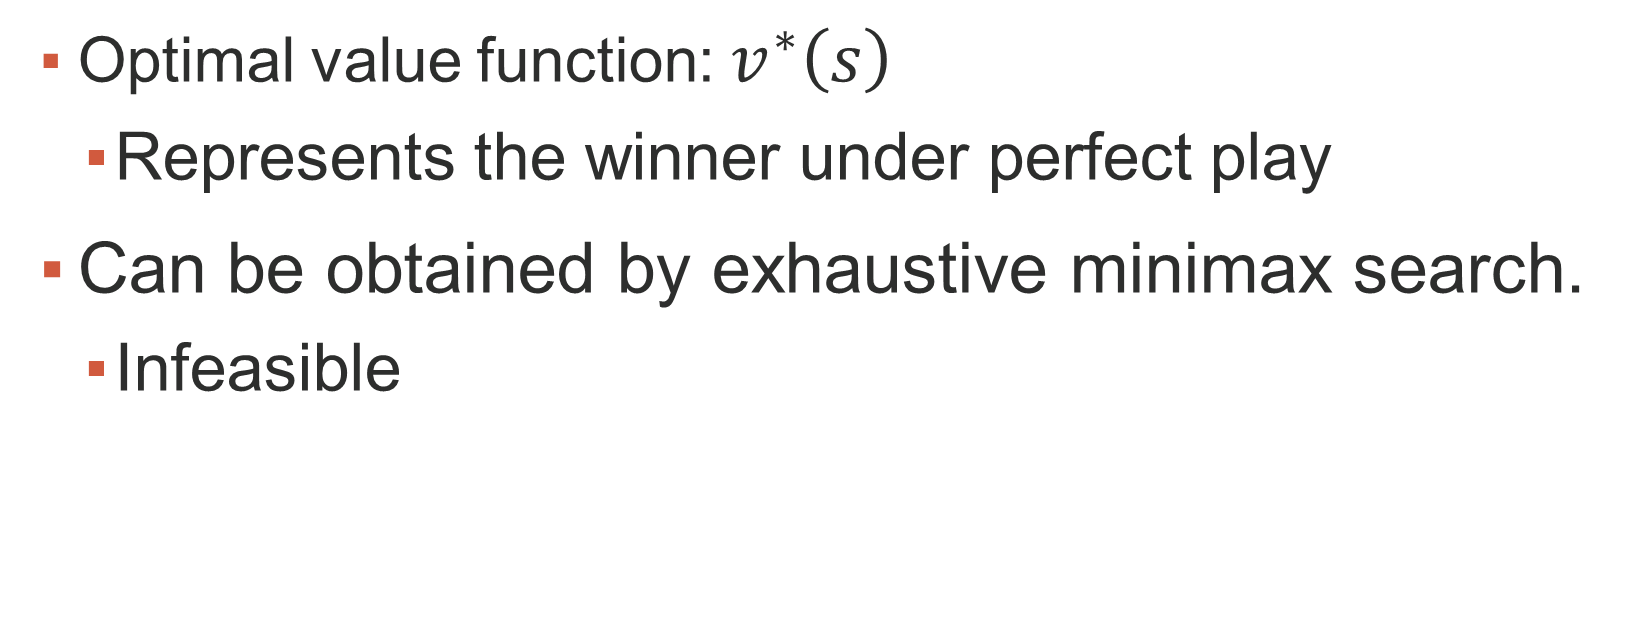 ▪ Optimal value function: 𝑣*(𝑠)
▪ Represents the winner under perfect play
▪ Can be obtained by exhaustive minimax search.
▪ Infeasible